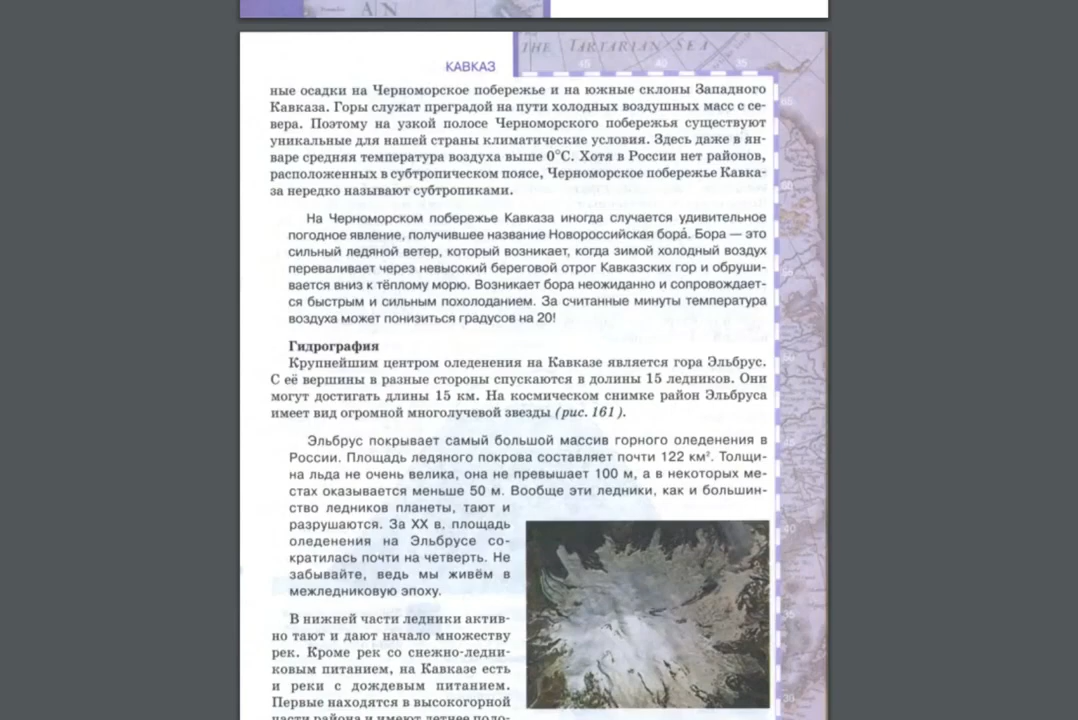 AN
THE TARTARIAN SEA
КАВКАЗ
45 40 35
ные осадки на Черноморское побережье и на южные склоны Западного
Кавказа. Горы служат преградой на пути холодных воздушных масс с се-
вера. Поэтому на узкой полосе Черноморского побережья существуют
уникальные для нашей страны климатические условия. Здесь даже в ян-
варе средняя температура воздуха выше 0°С. Хотя в России нет районов,
расположенных в субтропическом поясе, Черноморское побережье Кавка-
за нередко называют субтропиками.
На Черноморском побережье Кавказа иногда случается удивительное
погодное явление, получившее название Новороссийская бора́. Бора — это
сильный ледяной ветер, который возникает, когда зимой холодный воздух
переваливает через невысокий береговой отрог Кавказских гор и обруши-
вается вниз к тёплому морю. Возникает бора неожиданно и сопровождает-
ся быстрым и сильным похолоданием. За считанные минуты температура
воздуха может понизиться градусов на 20!
Гидрография
Крупнейшим центром оледенения на Кавказе является гора Эльбрус.
С её вершины в разные стороны спускаются в долины 15 ледников. Они
могут достигать длины 15 км. На космическом снимке район Эльбруса
имеет вид огромной многолучевой звезды (рис. 161).
Эльбрус покрывает самый большой массив горного оледенения в
России. Площадь ледяного покрова составляет почти 122 км². Толщи-
на льда не очень велика, она не превышает 100 м, а в некоторых ме-
стах оказывается меньше 50 м. Вообще эти ледники, как и большин-
ство ледников планеты, тают и
разрушаются. За XX в. площадь
оледенения на Эльбрусе со-
кратилась почти на четверть. Не
забывайте, ведь мы живём в
межледниковую эпоху.
В нижней части ледники актив-
но тают и дают начало множеству
рек. Кроме рек со снежно-ледни-
ковым питанием, на Кавказе есть
и реки с дождевым питанием.
Первые находятся в высокогорной
части района и имеют летнее поло-